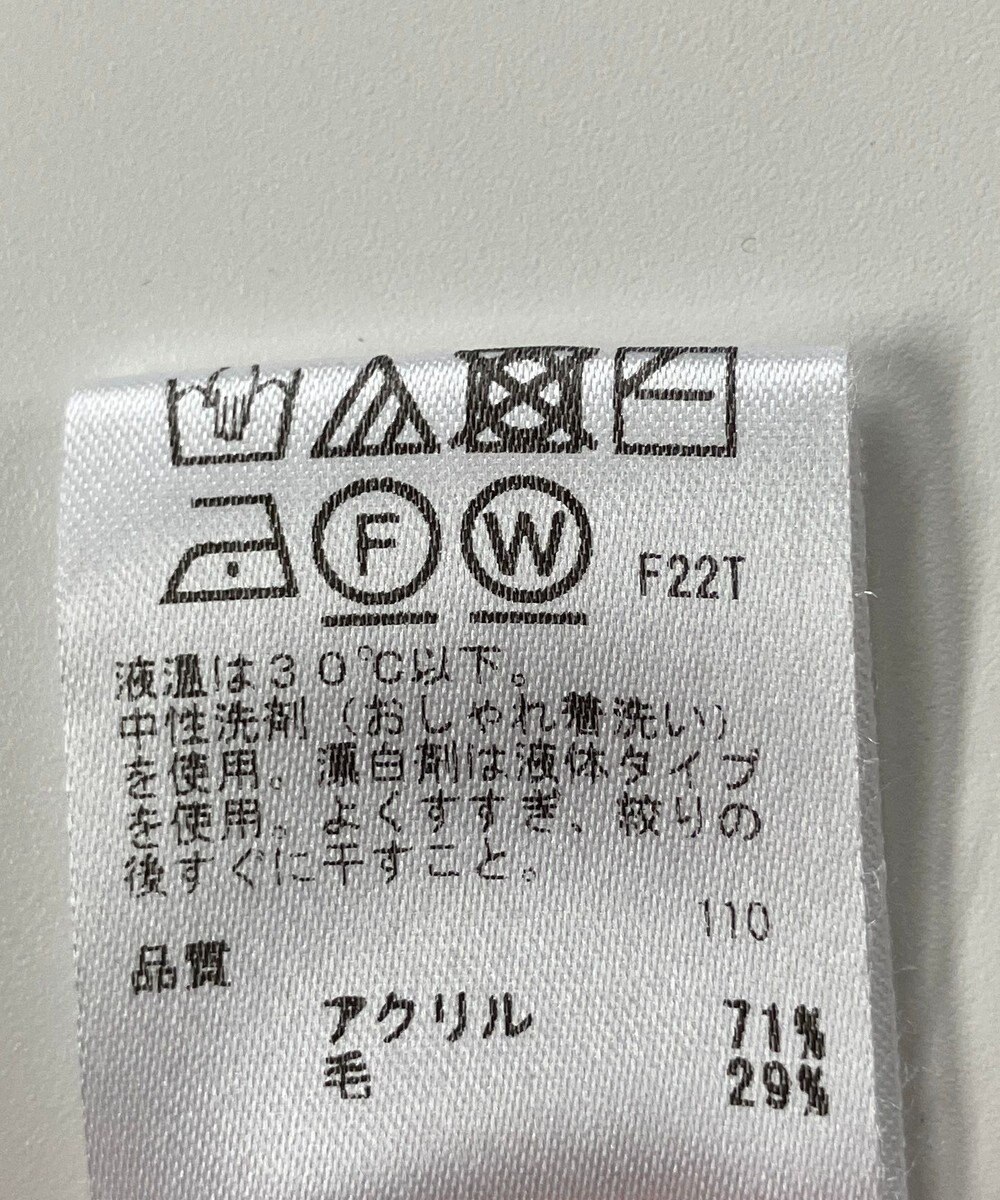 F
W
F22T
液温は30℃以下。
中性洗剤(おしゃれ着洗い)
を使用。漂白剤は液体タイプ
を使用。よくすすぎ、絞りの
後すぐに干すこと。
110
品質
アクリル 71%
毛 29%